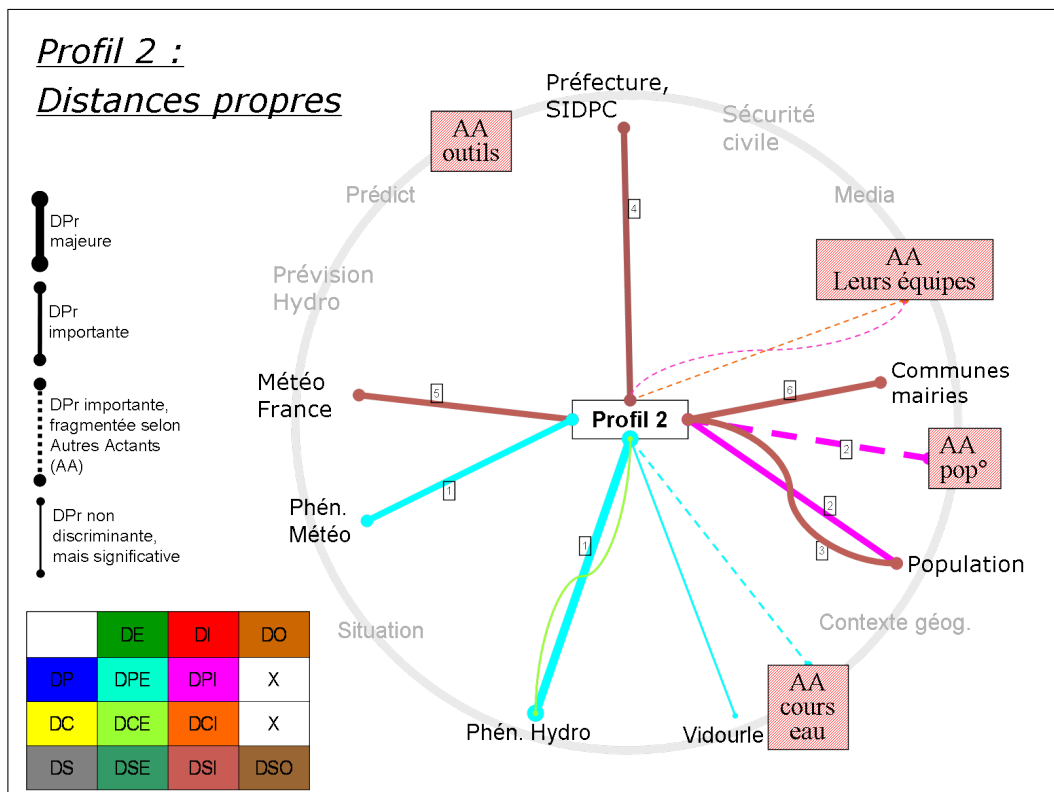 Profil 2 :
Distances propres
Préfecture,
SIDPC
Sécurité
civile
AA
outils
Prédict
Media
DPr
majeure
4
AA
Leurs équipes
Prévision
Hydro
DPr
importante
Météo
France
5
6
Communes
mairies
DPr importante,
fragmentée selon
Autres Actants
(AA)
Profil 2
2
AA
pop°
Phén.
Météo
1
2
DPr non
discriminante,
mais significative
1
3
Population
Situation
Contexte géog.
AA
cours
eau
Phén. Hydro
Vidourle
DE DI DO
DP DPE DPI X
DC DCE DCI X
DS DSE DSI DSO